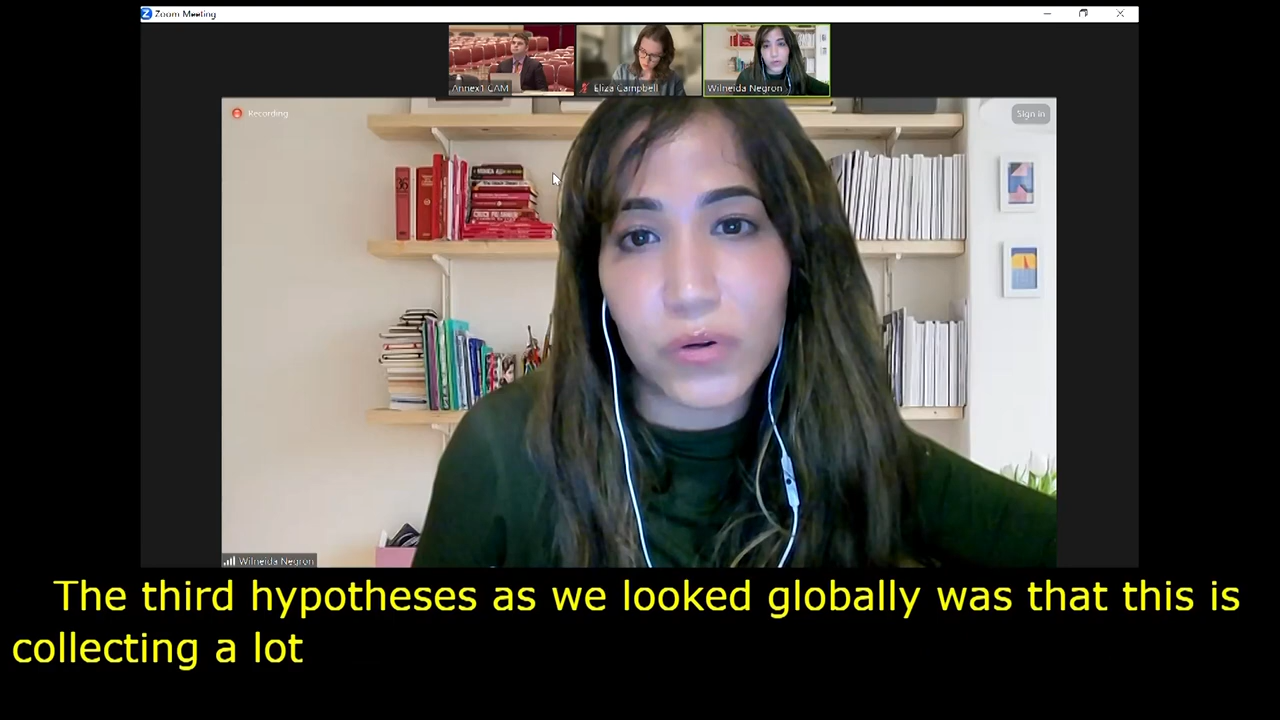 Zoom Meeting
Annex1 CAM
Eliza Campbell
Wilneida Negron
Recording
Sign in
Wilneida Negron
The third hypotheses as we looked globally was that this is
collecting a lot